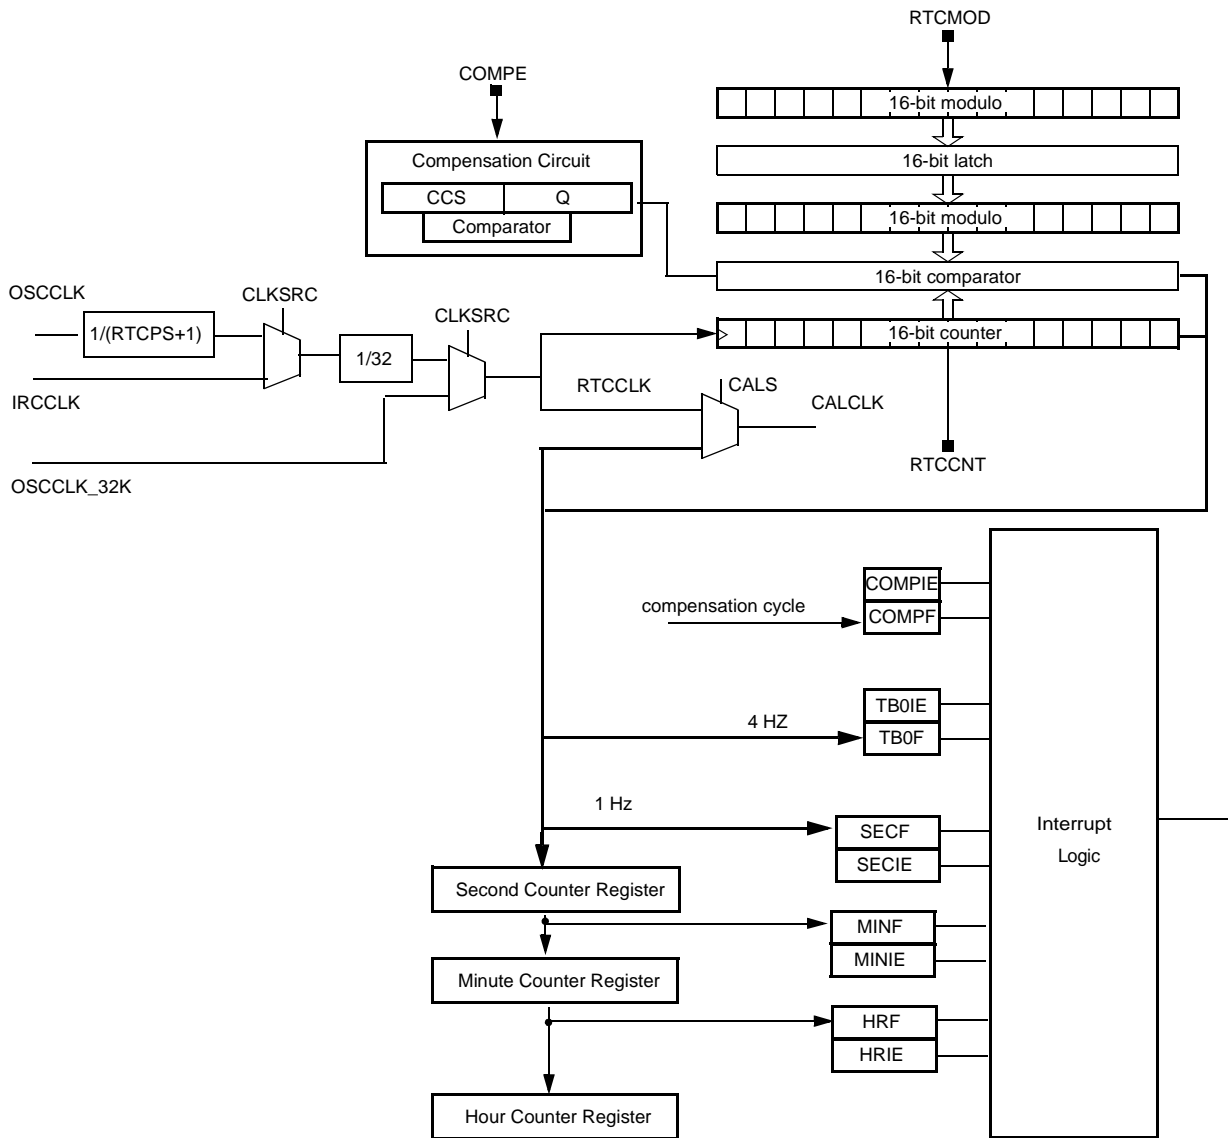 RTCMOD
COMPE
16-bit modulo
Compensation Circuit
16-bit latch
CCS
Q
16-bit modulo
Comparator
16-bit comparator
OSCCLK
CLKSRC
CLKSRC
1/(RTCPS+1)
16-bit counter
1/32
RTCCLK
CALS
IRCCLK
CALCLK
RTCCNT
OSCCLK_32K
COMPIE
compensation cycle
COMPF
TB0IE
4 HZ
TB0F
1 Hz
SECF
Interrupt
Logic
SECIE
Second Counter Register
MINF
MINIE
Minute Counter Register
HRF
HRIE
Hour Counter Register